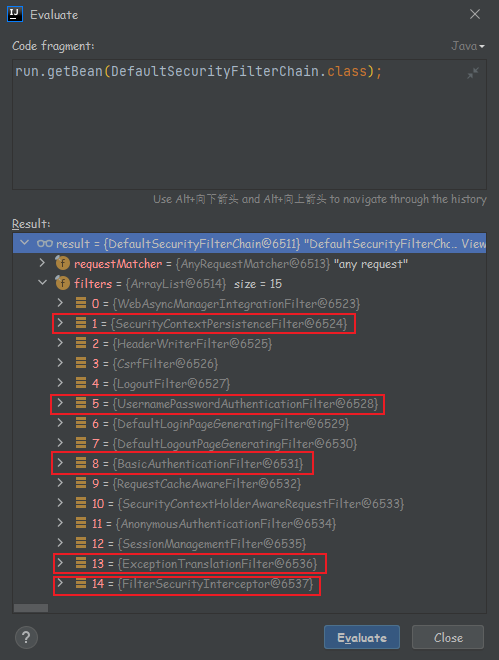 IJ Evaluate
Code fragment: Java
run.getBean(DefaultSecurityFilterChain.class);
Use Alt+向下箭头 and Alt+向上箭头 to navigate through the history
Result:
result = {DefaultSecurityFilterChain@6511} "DefaultSecurityFilterChc... View
f requestMatcher = {AnyRequestMatcher@6513} "any request"
f filters = {ArrayList@6514} size = 15
0 = {WebAsyncManagerIntegrationFilter@6523}
1 = {SecurityContextPersistenceFilter@6524}
2 = {HeaderWriterFilter@6525}
3 = {CsrfFilter@6526}
4 = {LogoutFilter@6527}
5 = {UsernamePasswordAuthenticationFilter@6528}
6 = {DefaultLoginPageGeneratingFilter@6529}
7 = {DefaultLogoutPageGeneratingFilter@6530}
8 = {BasicAuthenticationFilter@6531}
9 = {RequestCacheAwareFilter@6532}
10 = {SecurityContextHolderAwareRequestFilter@6533}
11 = {AnonymousAuthenticationFilter@6534}
12 = {SessionManagementFilter@6535}
13 = {ExceptionTranslationFilter@6536}
14 = {FilterSecurityInterceptor@6537}
? Evaluate Close